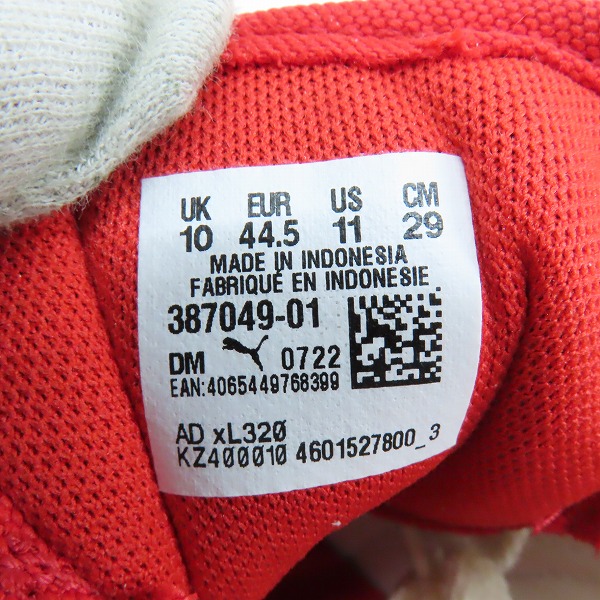 UK EUR US CM
10 44.5 11 29
MADE IN INDONESIA
FABRIQUÉ EN INDONESIE
387049-01
DM 0722
EAN:4065449768399
AD xL320
KZ400010 4601527800_3